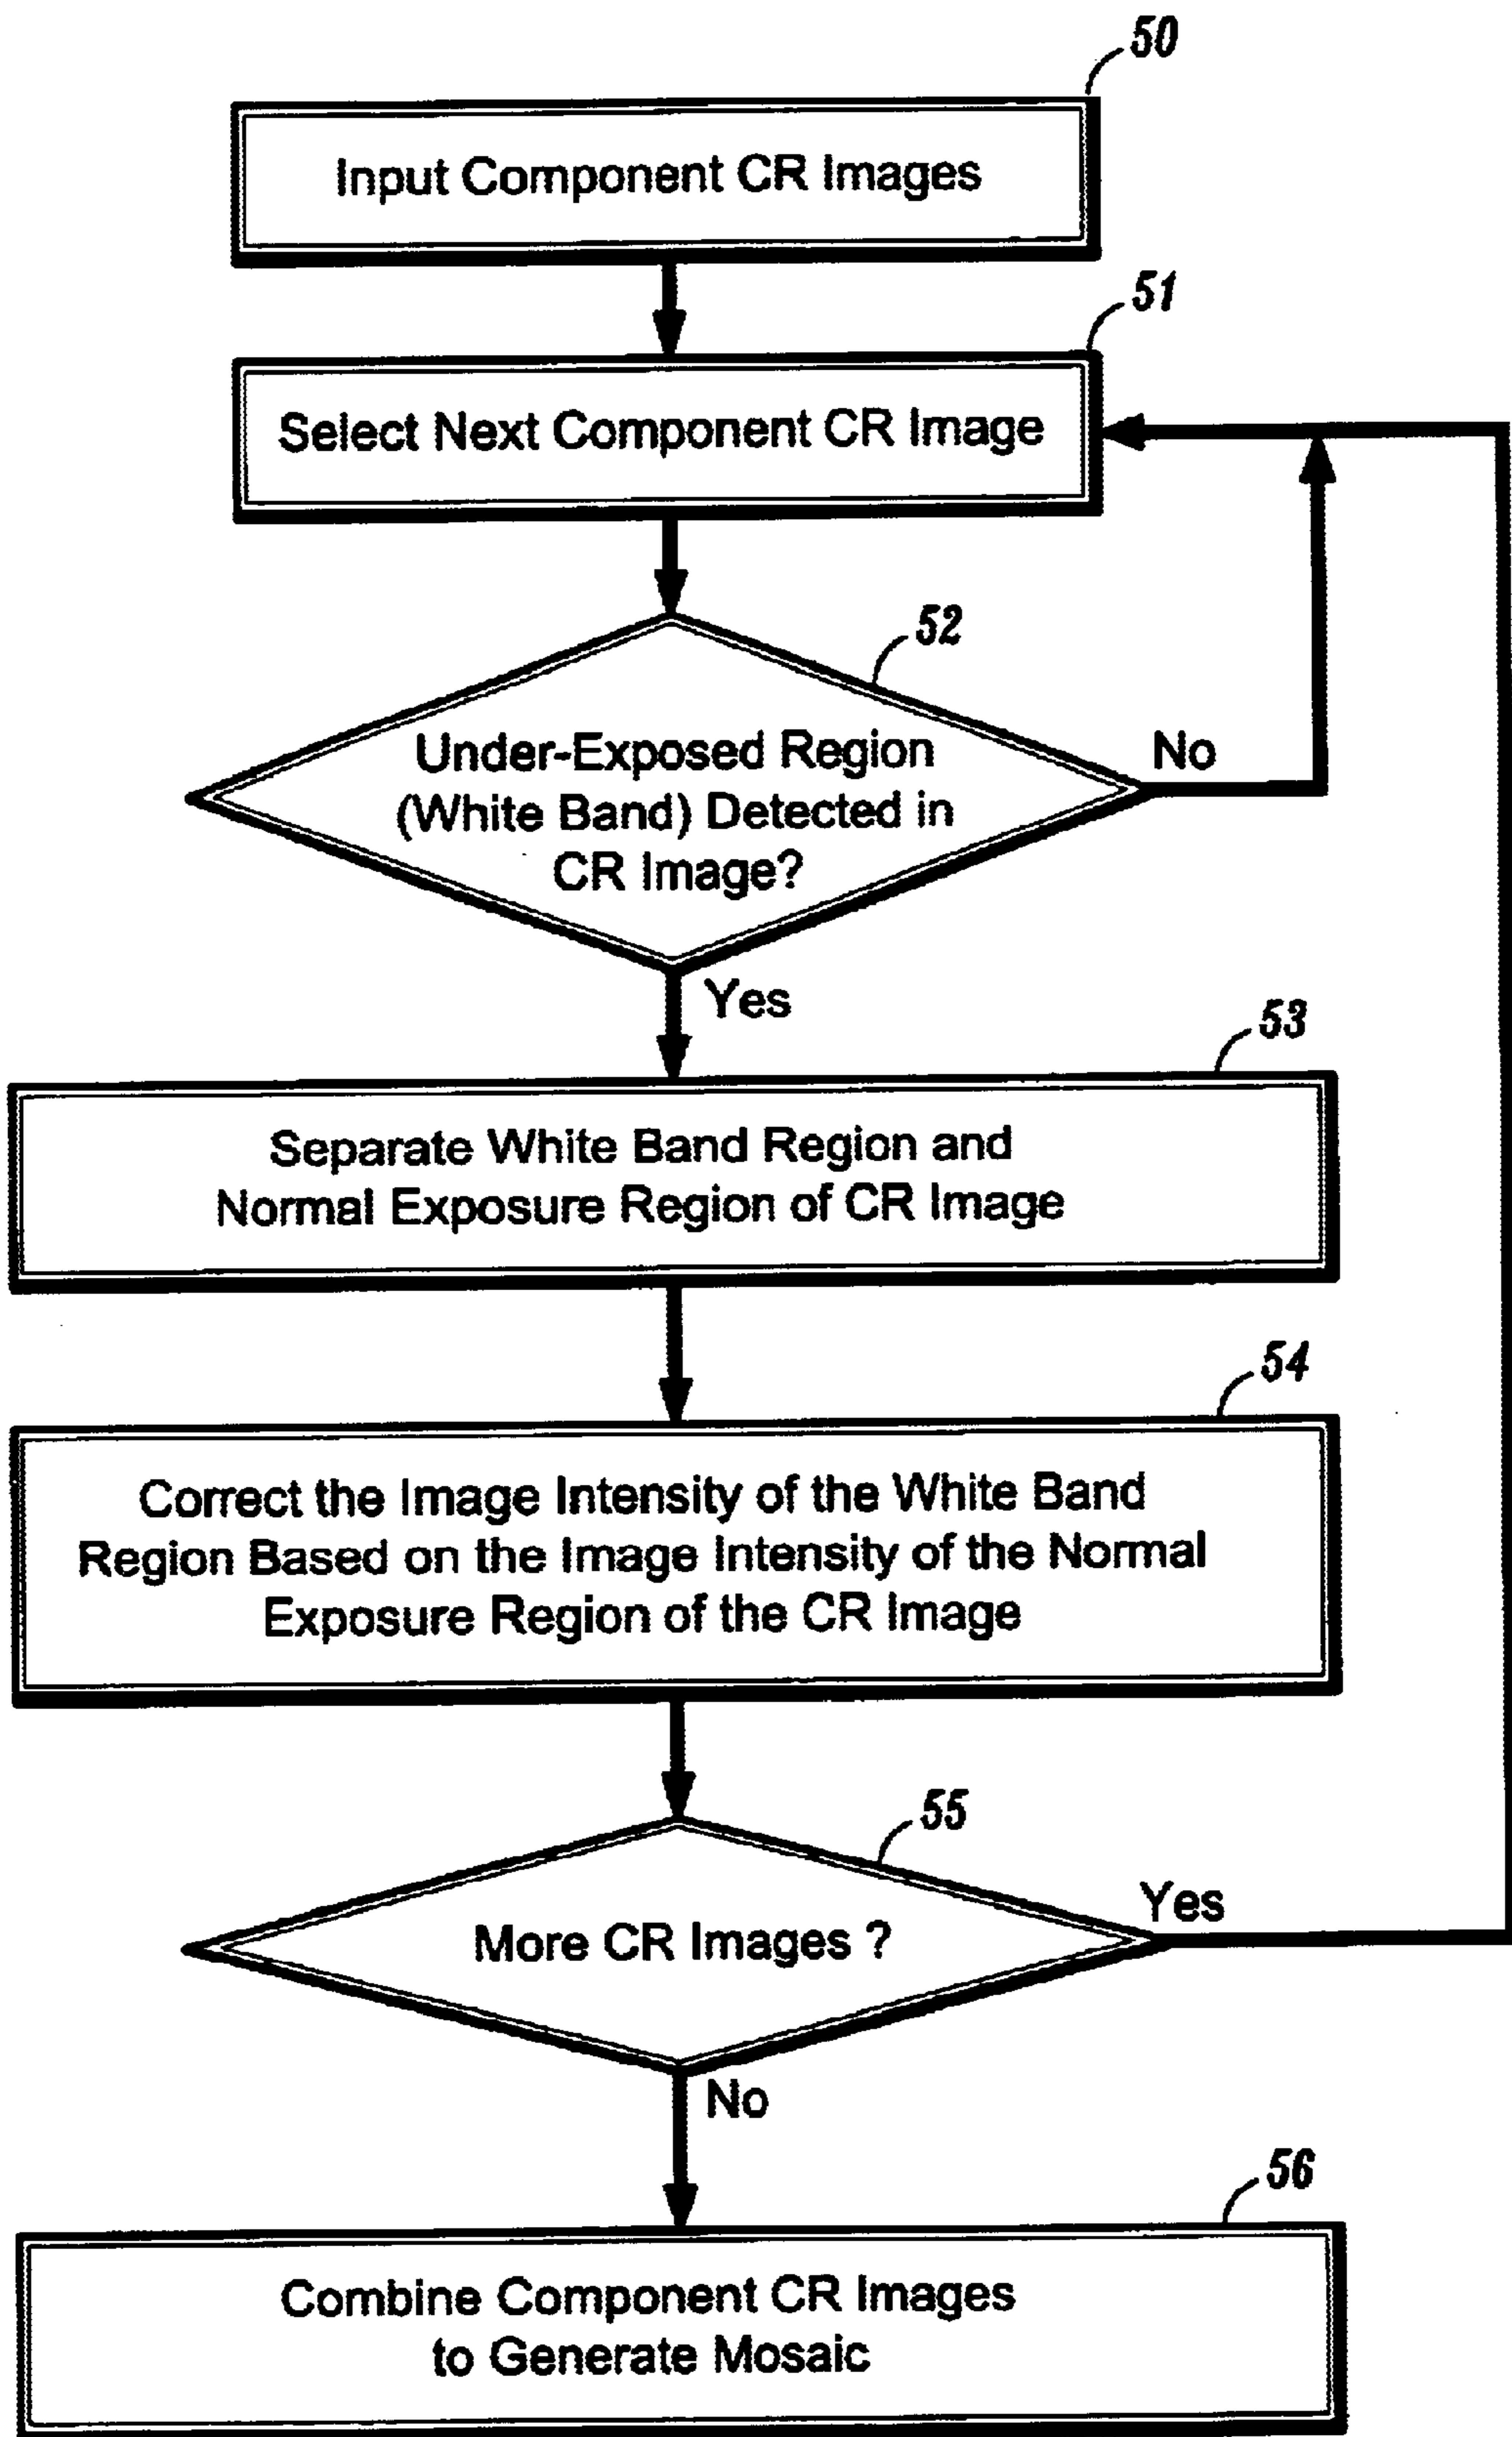 50
Input Component CR Images
51
Select Next Component CR Image
52
Under-Exposed Region
(White Band) Detected in
CR Image?
No
Yes
53
Separate White Band Region and
Normal Exposure Region of CR Image
54
Correct the Image Intensity of the White Band
Region Based on the Image Intensity of the Normal
Exposure Region of the CR Image
55
More CR Images ?
Yes
No
56
Combine Component CR Images
to Generate Mosaic